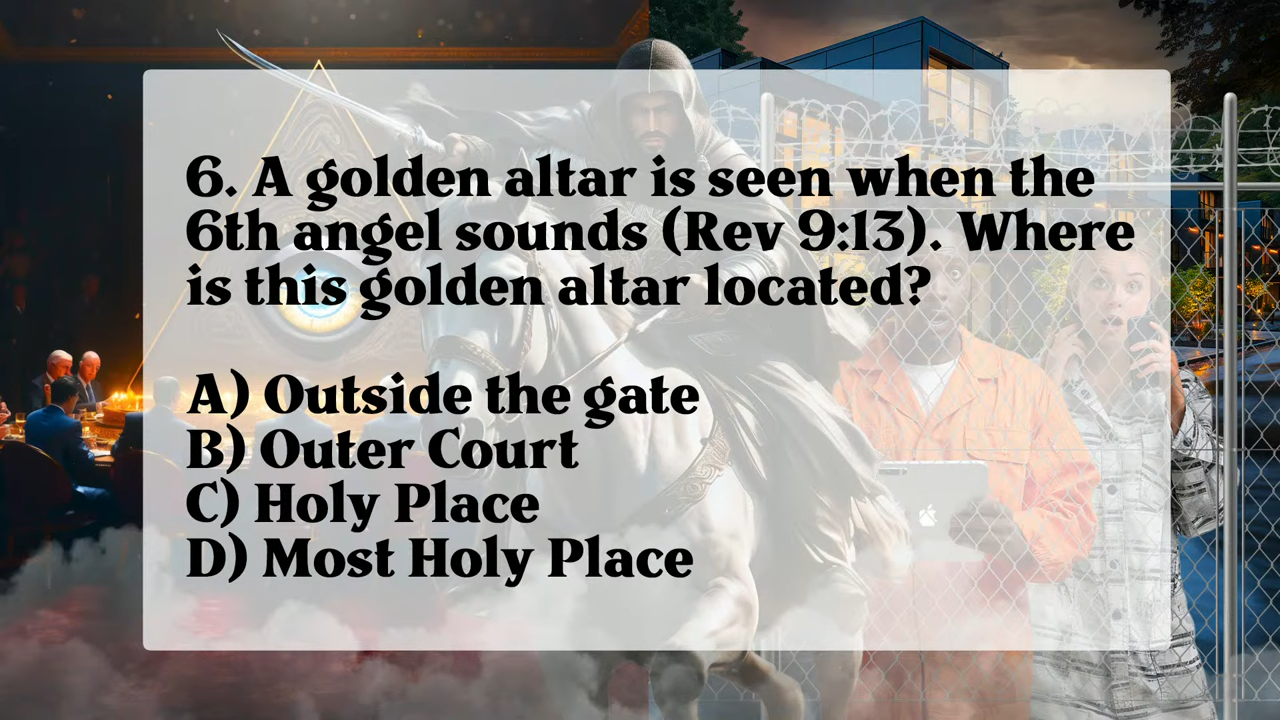 6. A golden altar is seen when the
6th angel sounds (Rev 9:13). Where
is this golden altar located?
A) Outside the gate
B) Outer Court
C) Holy Place
D) Most Holy Place